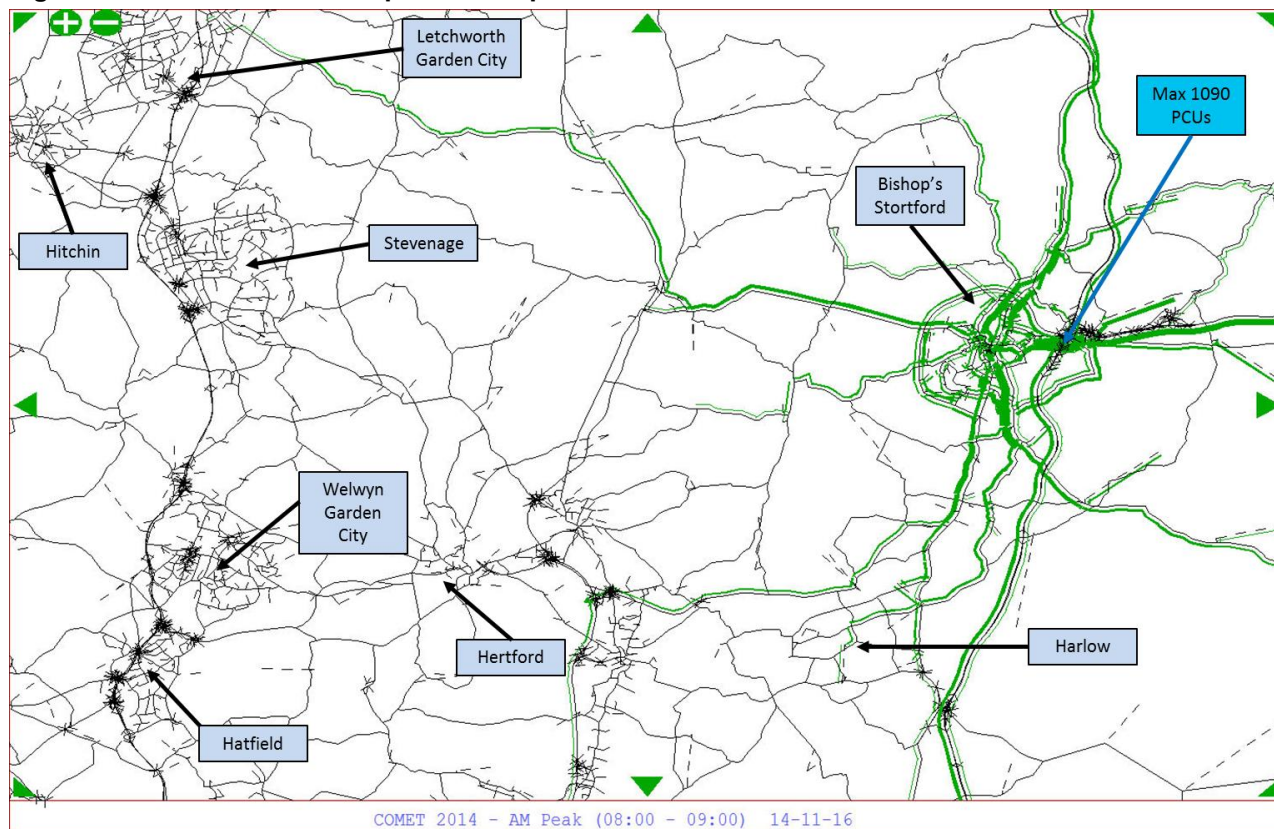 Letchworth
Garden City
Max 1090
PCUs
Bishop's
Stortford
Hitchin
Stevenage
Welwyn
Garden
City
Hertford
Harlow
Hatfield
COMET 2014 - AM Peak (08:00 - 09:00) 14-11-16